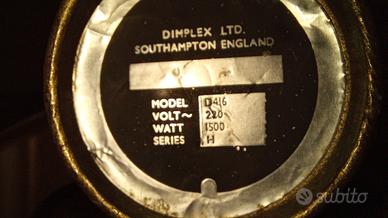 DIMPLEX LTD.
SOUTHAMPTON ENGLAND
MODEL D416
VOLT~ 220
WATT 1500
SERIES H
subito